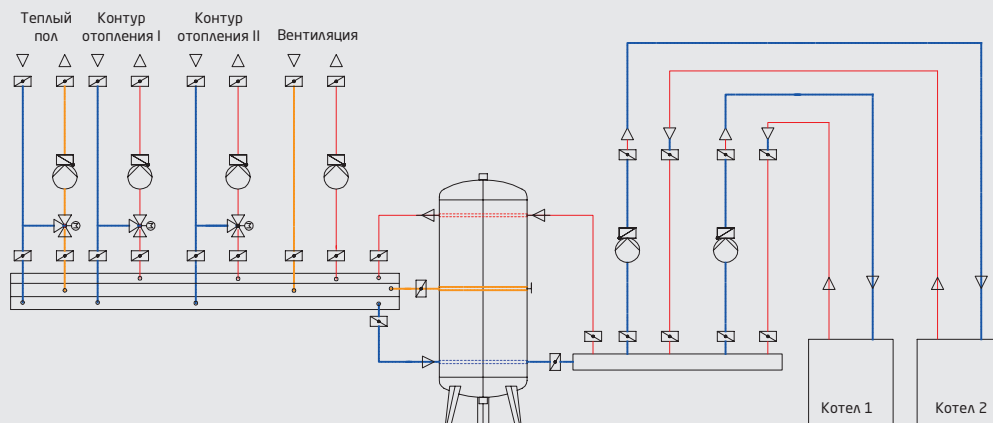 Теплый
пол
Контур
отопления I
Контур
отопления II
Вентиляция
Котел 1
Котел 2